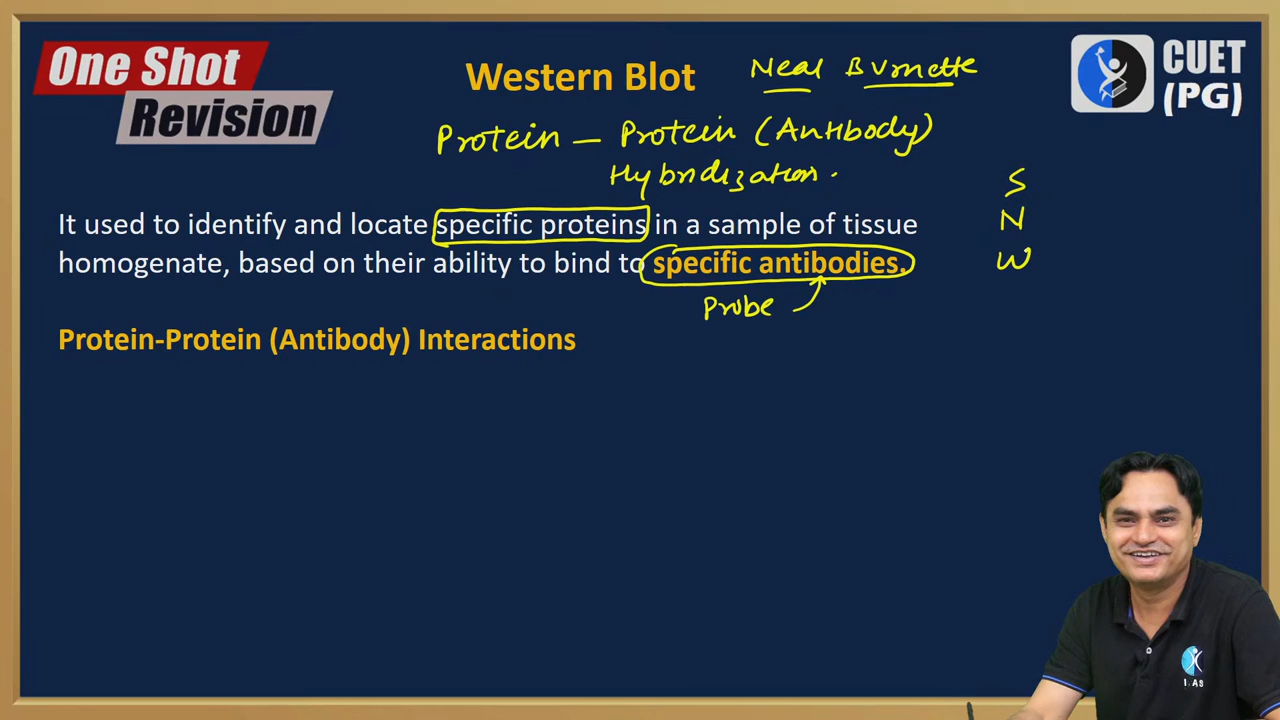 One Shot
Revision
Western Blot
Neal Burnette
CUET
(PG)
Protein – Protein (Antibody)
Hybridization.
It used to identify and locate specific proteins in a sample of tissue
homogenate, based on their ability to bind to specific antibodies.
S
N
W
Probe
Protein-Protein (Antibody) Interactions
I. AS